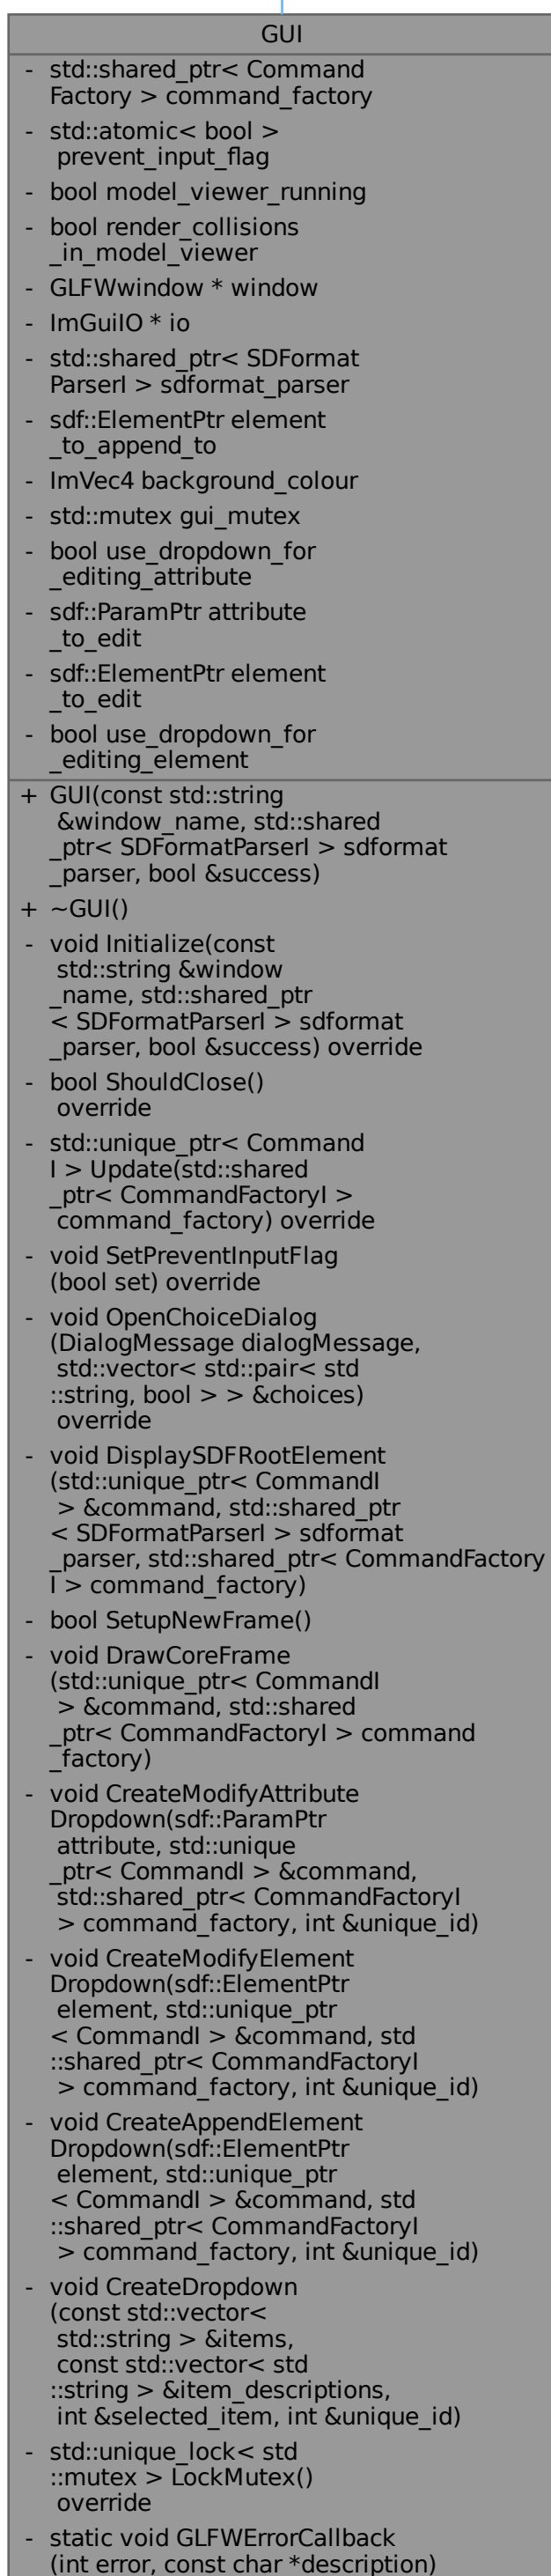 GUI
- std::shared_ptr< Command
Factory > command_factory
- std::atomic< bool >
prevent_input_flag
- bool model_viewer_running
- bool render_collisions
_in_model_viewer
- GLFWwindow * window
- ImGuiIO * io
- std::shared_ptr< SDFormat
ParserI > sdformat_parser
- sdf::ElementPtr element
_to_append_to
- ImVec4 background_colour
- std::mutex gui_mutex
- bool use_dropdown_for
_editing_attribute
- sdf::ParamPtr attribute
_to_edit
- sdf::ElementPtr element
_to_edit
- bool use_dropdown_for
_editing_element
+ GUI(const std::string
&window_name, std::shared
_ptr< SDFormatParserI > sdformat
_parser, bool &success)
+ ~GUI()
- void Initialize(const
std::string &window
_name, std::shared_ptr
< SDFormatParserI > sdformat
_parser, bool &success) override
- bool ShouldClose()
override
- std::unique_ptr< Command
I > Update(std::shared
_ptr< CommandFactoryI >
command_factory) override
- void SetPreventInputFlag
(bool set) override
- void OpenChoiceDialog
(DialogMessage dialogMessage,
std::vector< std::pair< std
::string, bool > > &choices)
override
- void DisplaySDFRootElement
(std::unique_ptr< CommandI
> &command, std::shared_ptr
< SDFormatParserI > sdformat
_parser, std::shared_ptr< CommandFactory
I > command_factory)
- bool SetupNewFrame()
- void DrawCoreFrame
(std::unique_ptr< CommandI
> &command, std::shared
_ptr< CommandFactoryI > command
_factory)
- void CreateModifyAttribute
Dropdown(sdf::ParamPtr
attribute, std::unique
_ptr< CommandI > &command,
std::shared_ptr< CommandFactoryI
> command_factory, int &unique_id)
- void CreateModifyElement
Dropdown(sdf::ElementPtr
element, std::unique_ptr
< CommandI > &command, std
::shared_ptr< CommandFactoryI
> command_factory, int &unique_id)
- void CreateAppendElement
Dropdown(sdf::ElementPtr
element, std::unique_ptr
< CommandI > &command, std
::shared_ptr< CommandFactoryI
> command_factory, int &unique_id)
- void CreateDropdown
(const std::vector<
std::string > &items,
const std::vector< std
::string > &item_descriptions,
int &selected_item, int &unique_id)
- std::unique_lock< std
::mutex > LockMutex()
override
- static void GLFWErrorCallback
(int error, const char *description)